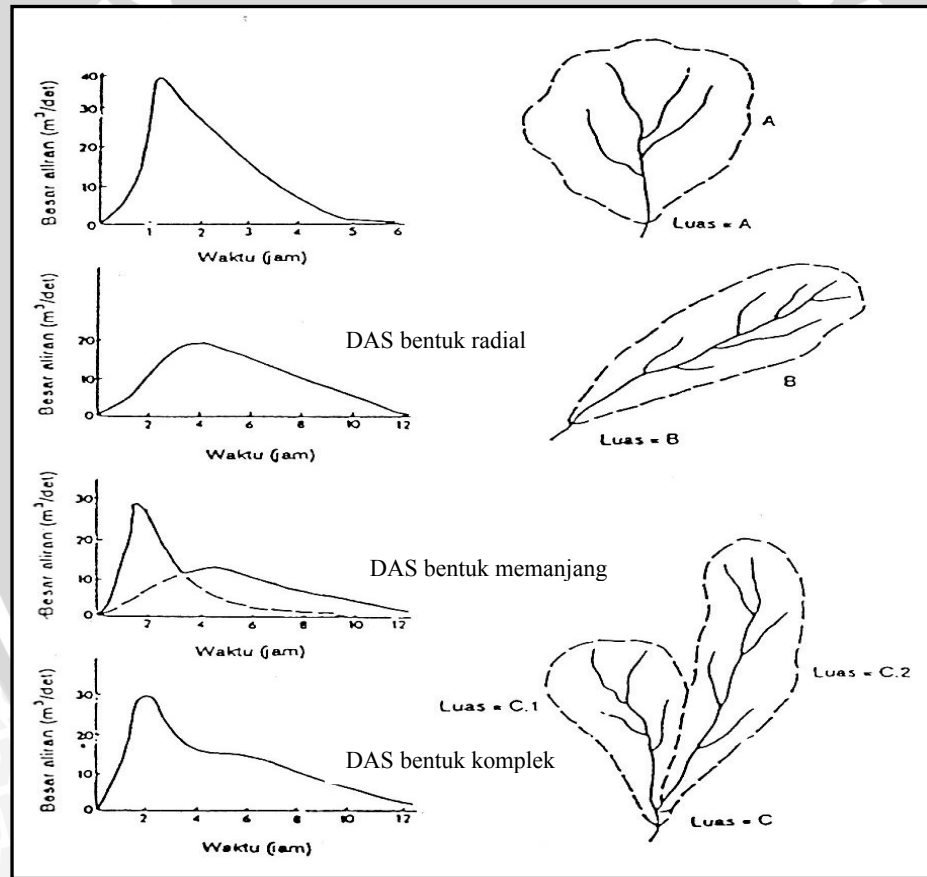 Besar aliran (m³/det)
40
30
20
10
0
1 2 3 4 5 6
Waktu (jam)
A
Luas = A
Besar aliran (m³/det)
20
10
0
2 4 6 8 10 12
Waktu (jam)
DAS bentuk radial
B
Luas = B
Besar aliran (m³/det)
30
20
10
0
2 4 6 8 10 12
Waktu (jam)
DAS bentuk memanjang
Besar aliran (m³/det)
30
20
10
0
2 4 6 8 10 12
Waktu (jam)
DAS bentuk komplek
Luas = C.1
Luas = C.2
Luas = C